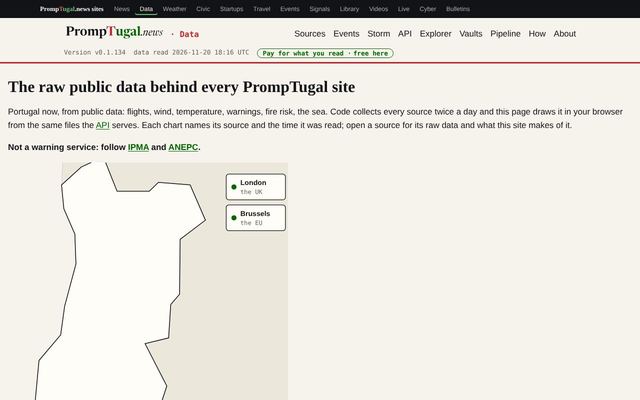 PrompTugal.news sites News Data Weather Civic Startups Travel Events Signals Library Videos Live Cyber Bulletins
PrompTugal.news · Data Sources Events Storm API Explorer Vaults Pipeline How About
Version v0.1.134 data read 2026-11-20 18:16 UTC Pay for what you read · free here
The raw public data behind every PrompTugal site
Portugal now, from public data: flights, wind, temperature, warnings, fire risk, the sea. Code collects every source twice a day and this page draws it in your browser
from the same files the API serves. Each chart names its source and the time it was read; open a source for its raw data and what this site makes of it.
Not a warning service: follow IPMA and ANEPC.
London
the UK
Brussels
the EU